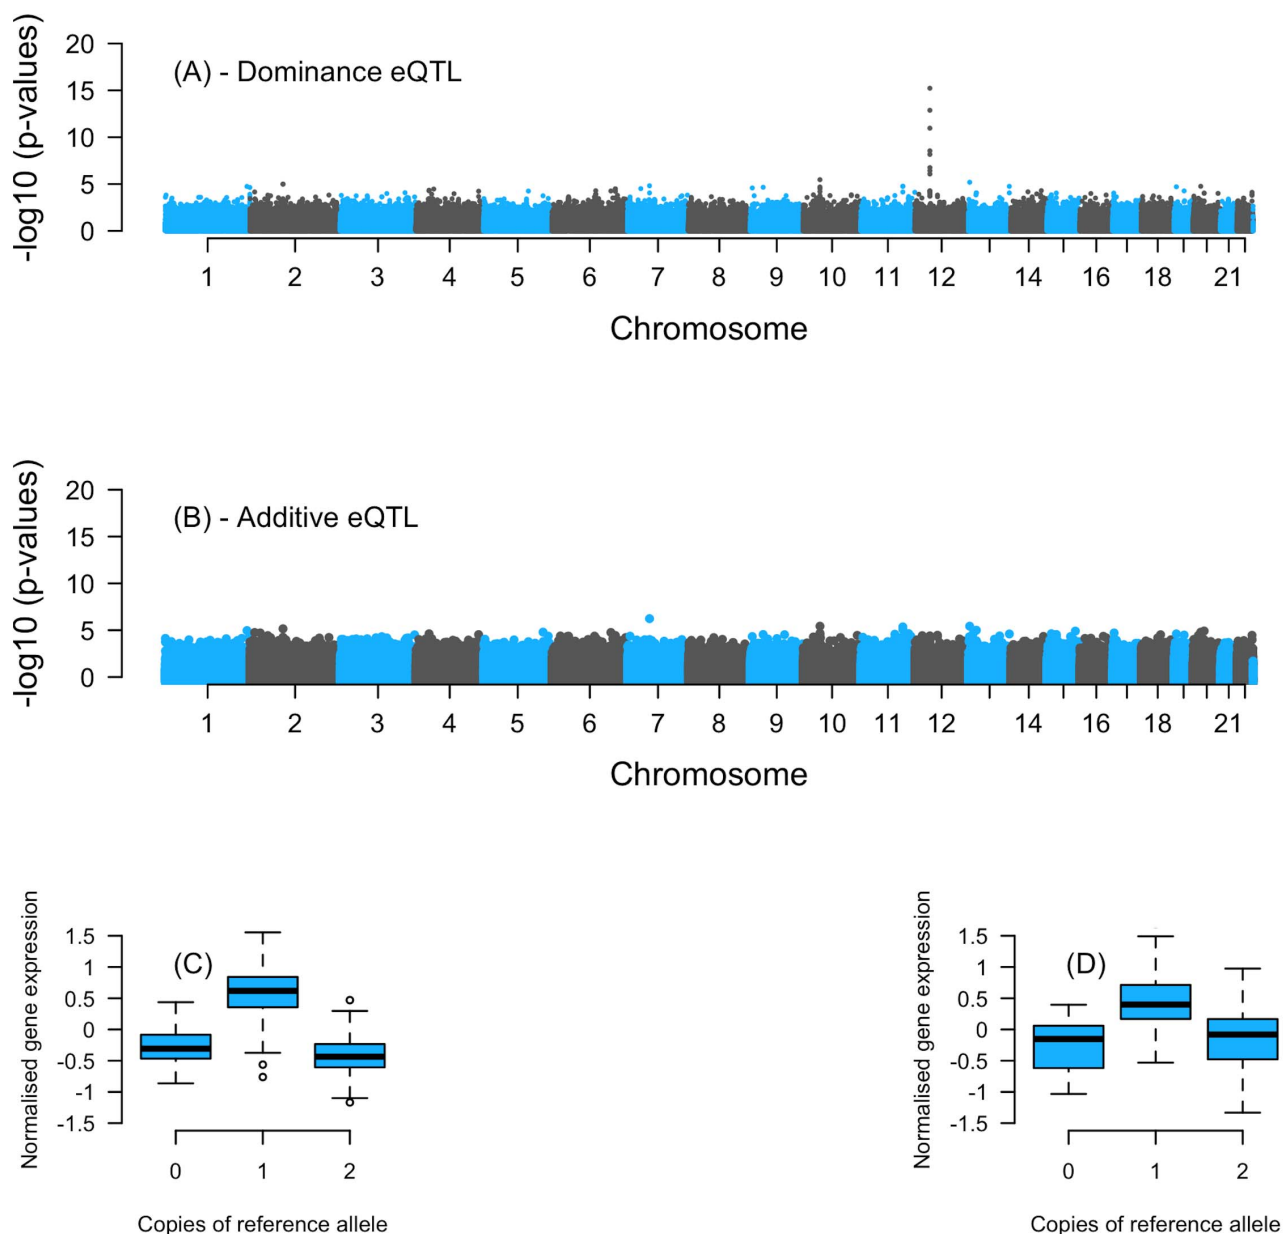 (A) - Dominance eQTL
-log10 (p-values)
20
15
10
5
0
1 2 3 4 5 6 7 8 9 10 11 12 14 16 18 21
Chromosome
(B) - Additive eQTL
-log10 (p-values)
20
15
10
5
0
1 2 3 4 5 6 7 8 9 10 11 12 14 16 18 21
Chromosome
(C)
Normalised gene expression
1.5
1
0.5
0
-0.5
-1
-1.5
0 1 2
Copies of reference allele
(D)
Normalised gene expression
1.5
1
0.5
0
-0.5
-1
-1.5
0 1 2
Copies of reference allele